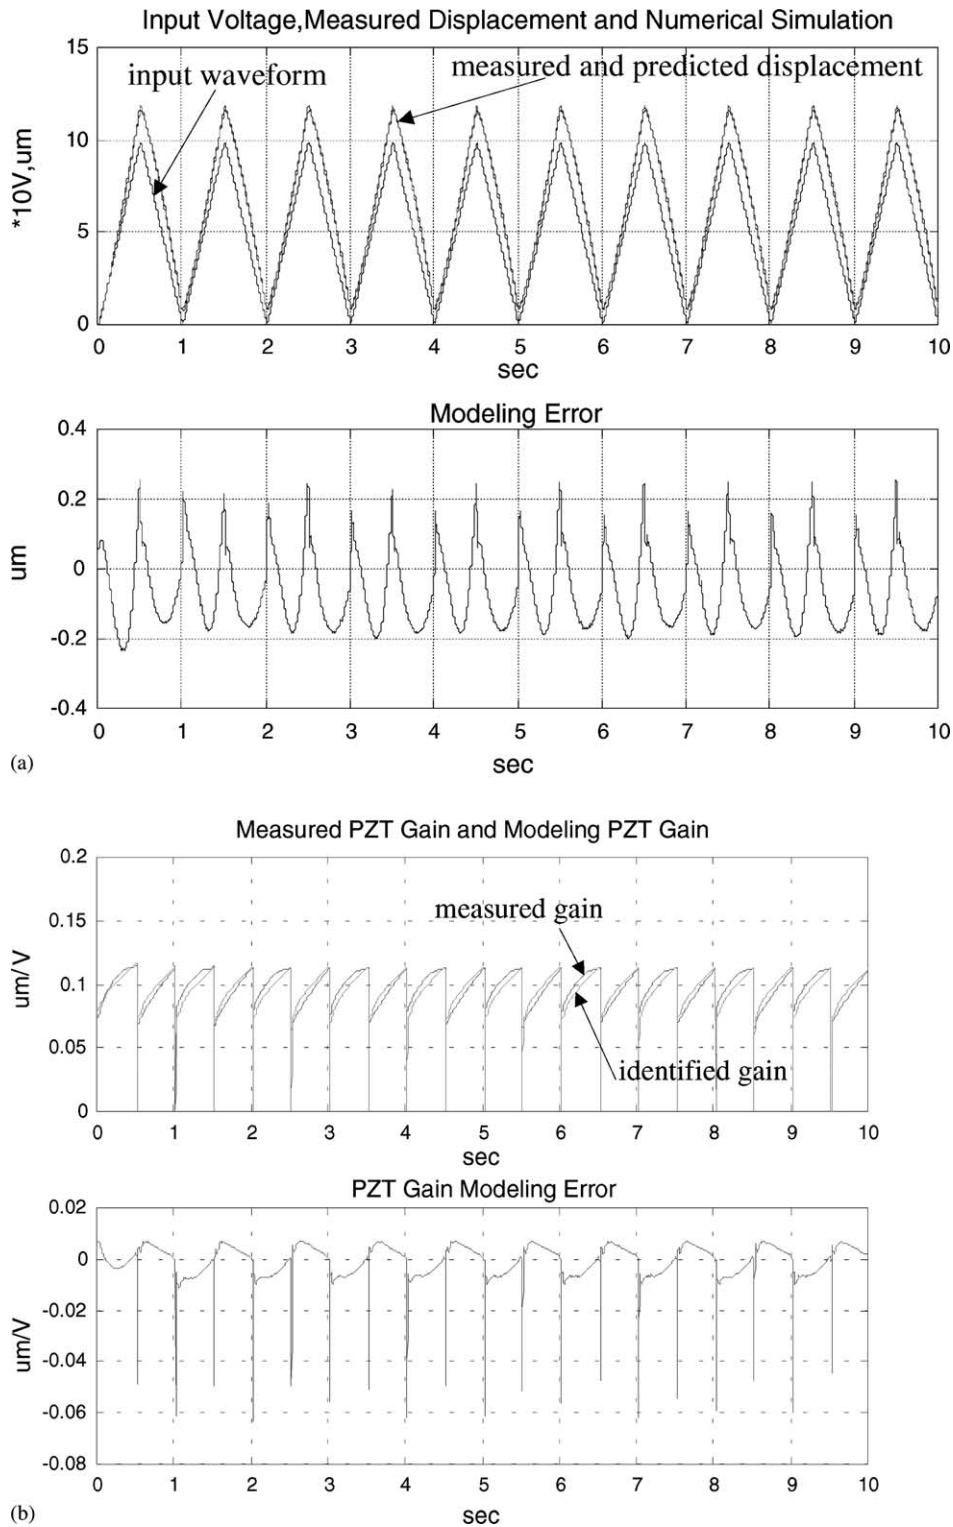 Input Voltage,Measured Displacement and Numerical Simulation
15
input waveform
measured and predicted displacement
10
*10V,um
5
0
0 1 2 3 4 5 6 7 8 9 10
sec
Modeling Error
0.4
0.2
um
0
-0.2
-0.4
0 1 2 3 4 5 6 7 8 9 10
(a)
sec
Measured PZT Gain and Modeling PZT Gain
0.2
measured gain
0.15
um/V
0.1
0.05
identified gain
0
0 1 2 3 4 5 6 7 8 9 10
sec
PZT Gain Modeling Error
0.02
0
-0.02
um/V
-0.04
-0.06
-0.08
0 1 2 3 4 5 6 7 8 9 10
(b)
sec